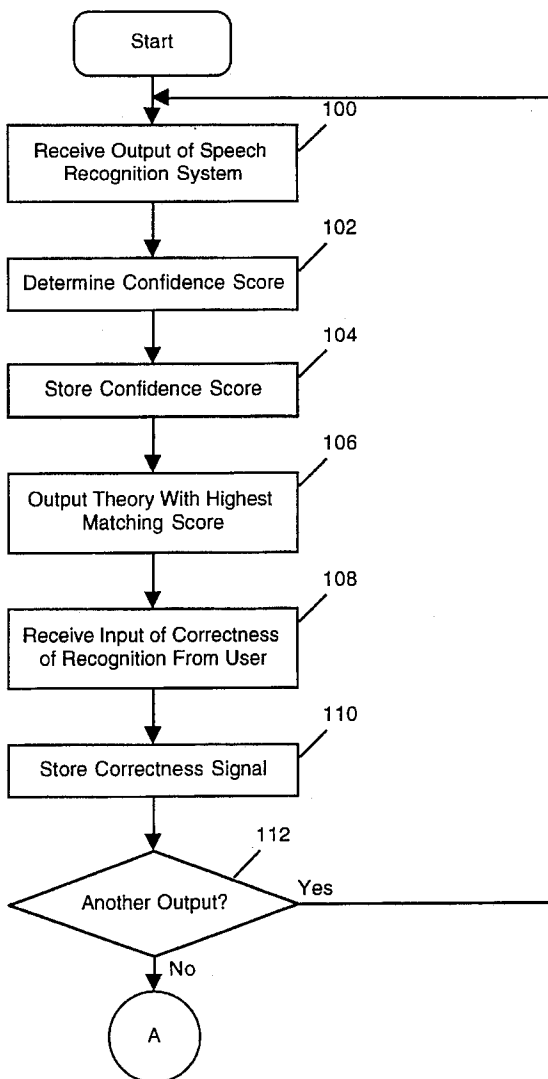 Start
100
Receive Output of Speech
Recognition System
102
Determine Confidence Score
104
Store Confidence Score
106
Output Theory With Highest
Matching Score
108
Receive Input of Correctness
of Recognition From User
110
Store Correctness Signal
112
Another Output?
Yes
No
A